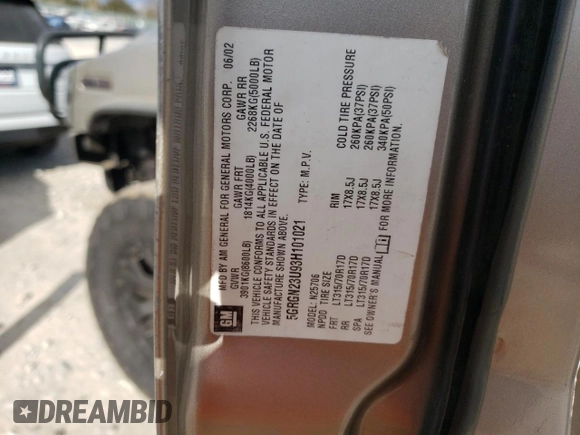 MFD BY AM GENERAL FOR GENERAL MOTORS CORP. 06/02
GVWR GAWR FRT GAWR RR
3901KG(8600LB) 1814KG(4000LB) 2268KG(5000LB)
THIS VEHICLE CONFORMS TO ALL APPLICABLE U.S. FEDERAL MOTOR
VEHICLE SAFETY STANDARDS IN EFFECT ON THE DATE OF
MANUFACTURE SHOWN ABOVE.
5GRGN23U93H101021 TYPE: M.P.V.
GM
MODEL: N25706
NPDD TIRE SIZE RIM COLD TIRE PRESSURE
FRT LT315/70R17D 17X8.5J 260KPA(37PSI)
RR LT315/70R17D 17X8.5J 260KPA(37PSI)
SPA LT315/70R17D 17X8.5J 340KPA(50PSI)
SEE OWNER'S MANUAL FOR MORE INFORMATION.
DREAMBID